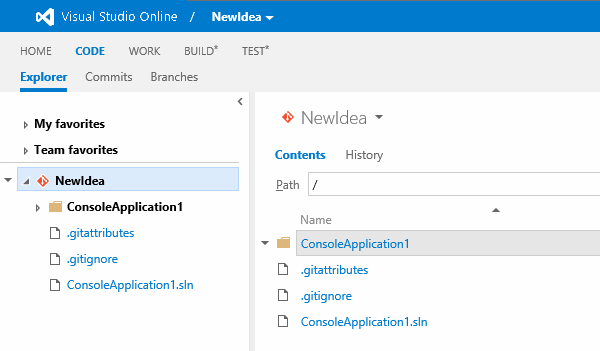 Visual Studio Online / NewIdea
HOME CODE WORK BUILD* TEST*
Explorer Commits Branches
My favorites
Team favorites
NewIdea
ConsoleApplication1
.gitattributes
.gitignore
ConsoleApplication1.sln
NewIdea
Contents History
Path /
Name
ConsoleApplication1
.gitattributes
.gitignore
ConsoleApplication1.sln